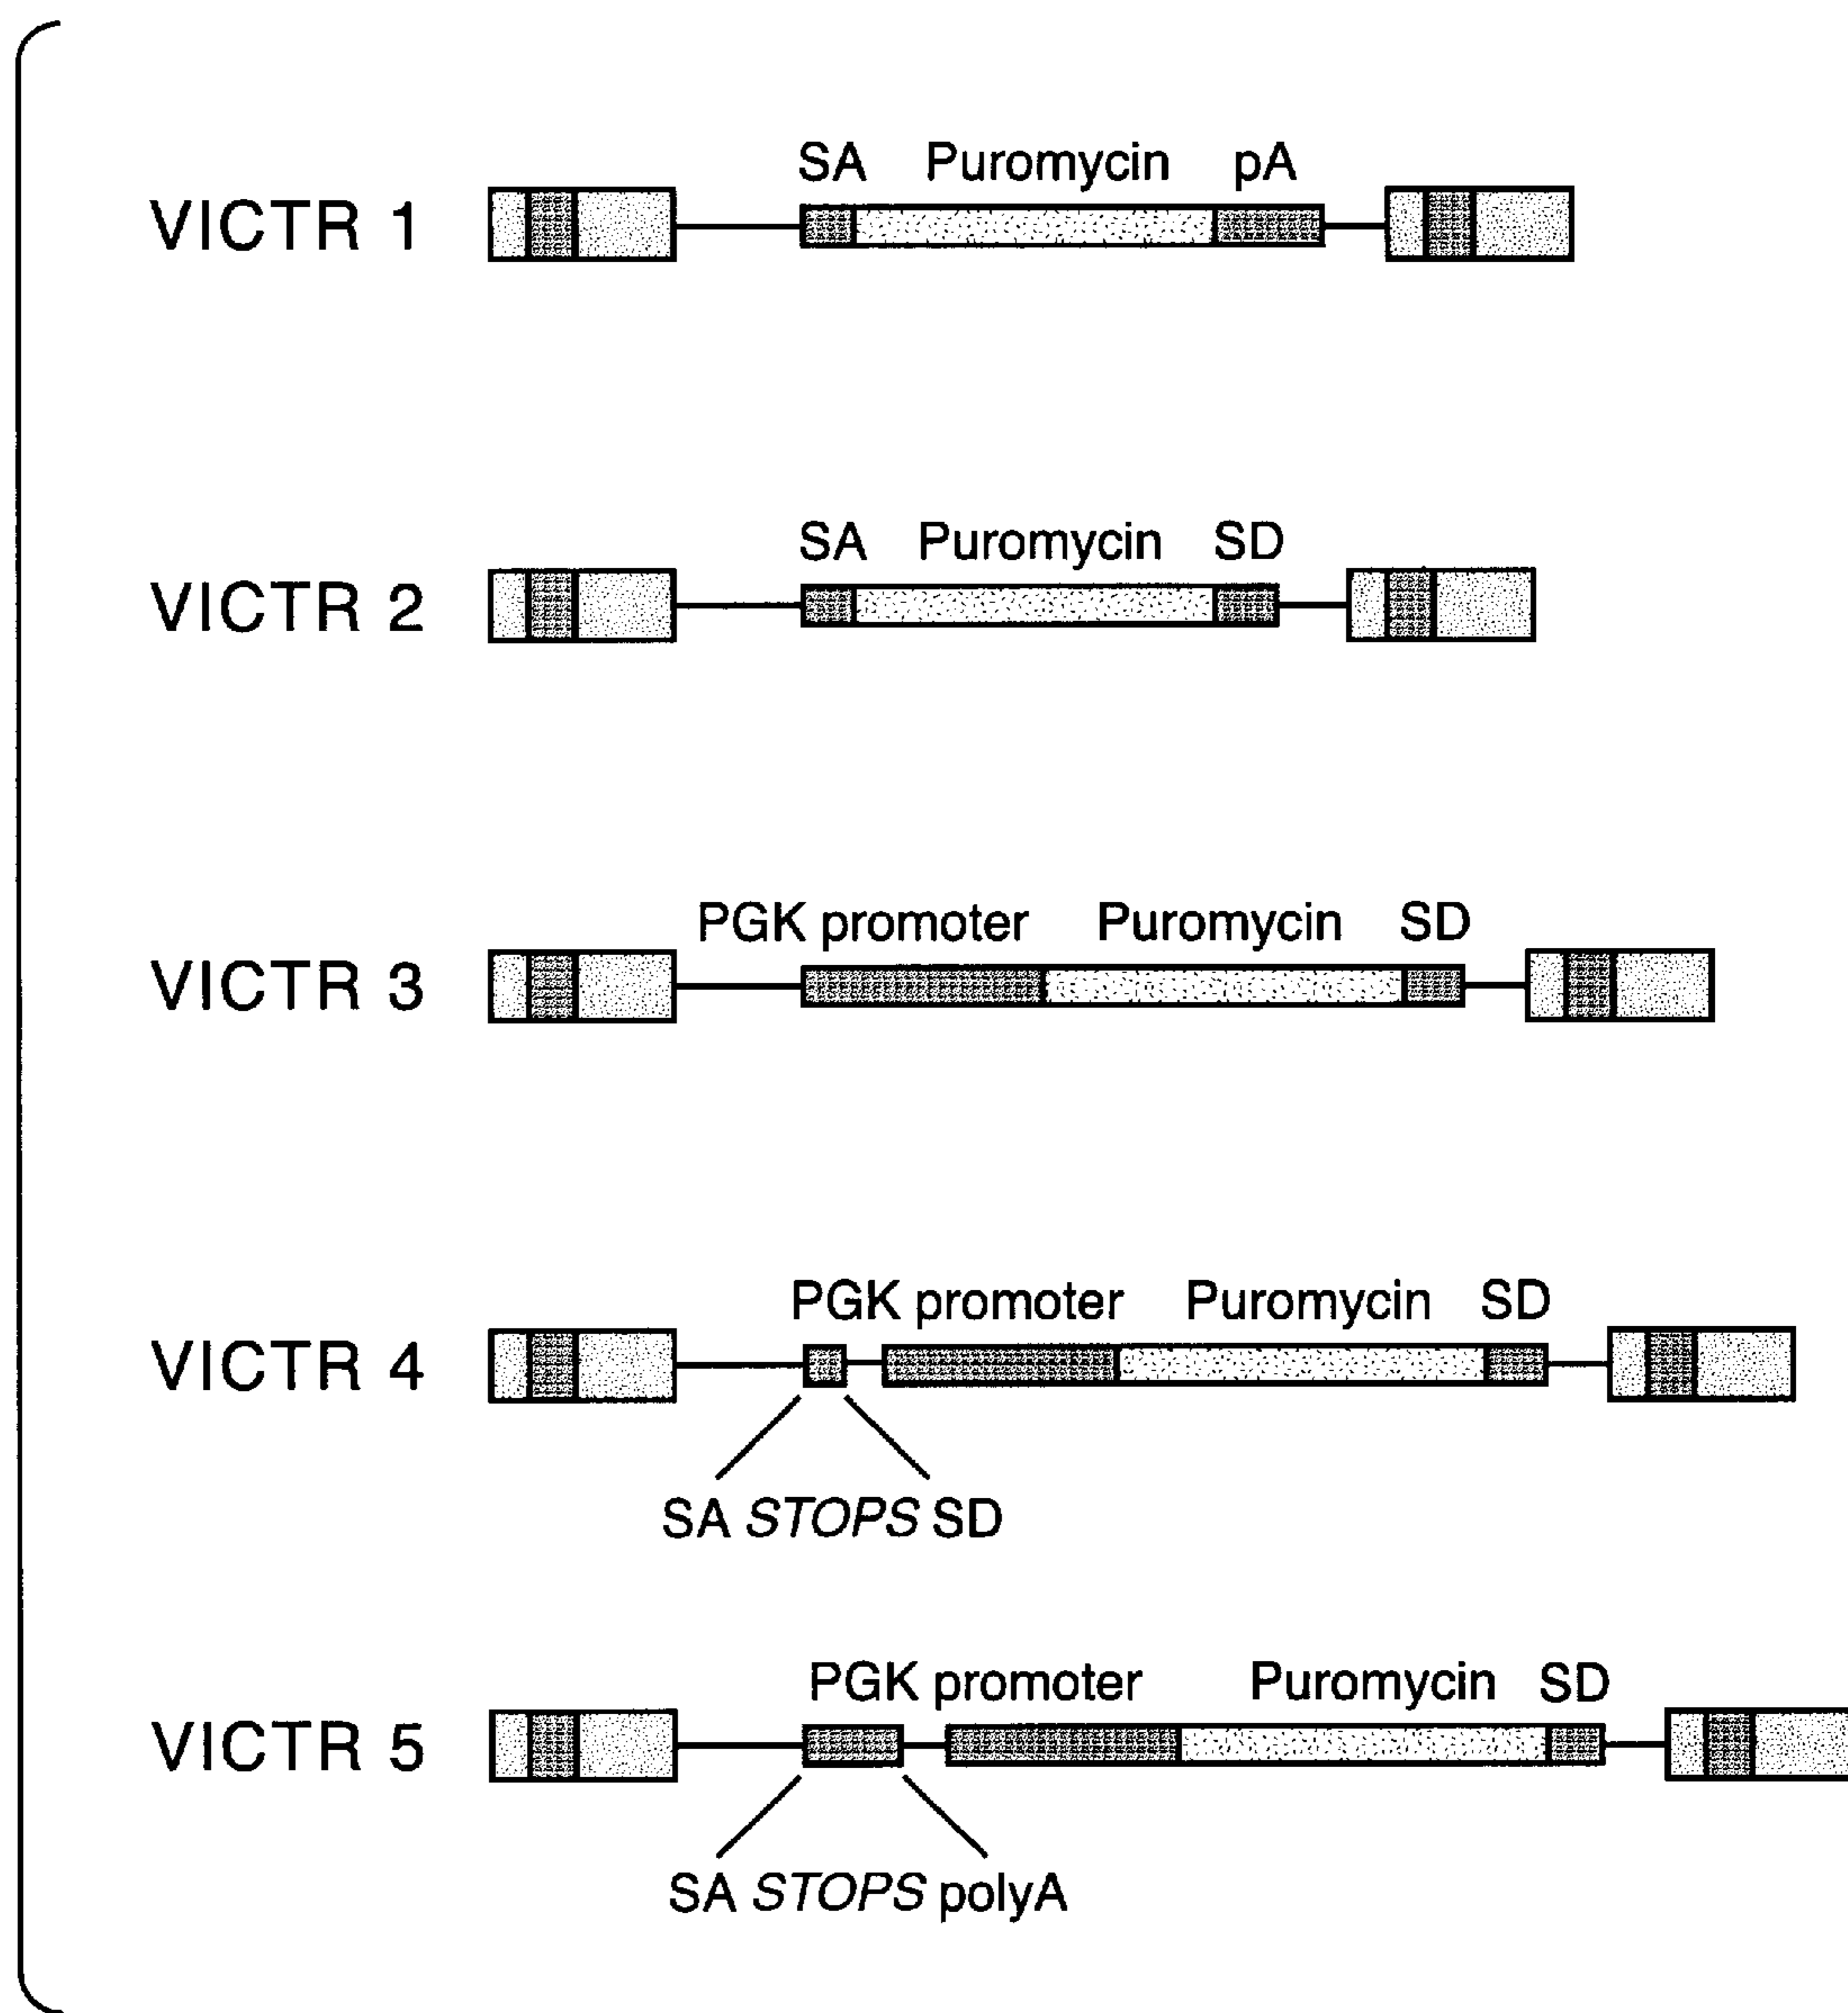 SA Puromycin pA
VICTR 1
SA Puromycin SD
VICTR 2
PGK promoter Puromycin SD
VICTR 3
PGK promoter Puromycin SD
VICTR 4
SA STOPS SD
PGK promoter Puromycin SD
VICTR 5
SA STOPS polyA